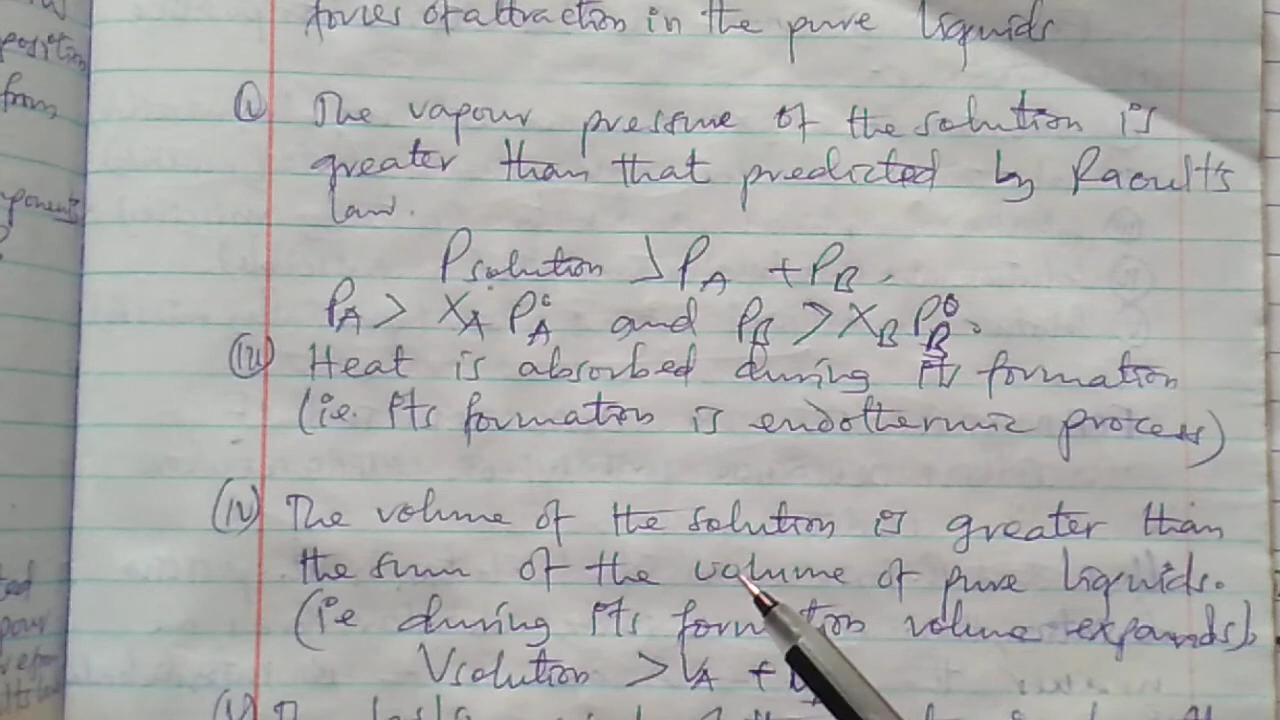 forces of attraction in the pure liquids
position
from
(i) The vapour pressure of the solution is
greater than that predicted by Raoult's
law.
Psolution > PA + PB.
PA > XA P°A and PB > XB P°B.
(iii) Heat is absorbed during its formation
(i.e. its formation is endothermic process)
(iv) The volume of the solution is greater than
the sum of the volume of pure liquids.
(ie during its formation volume expands),
Vsolution > VA +